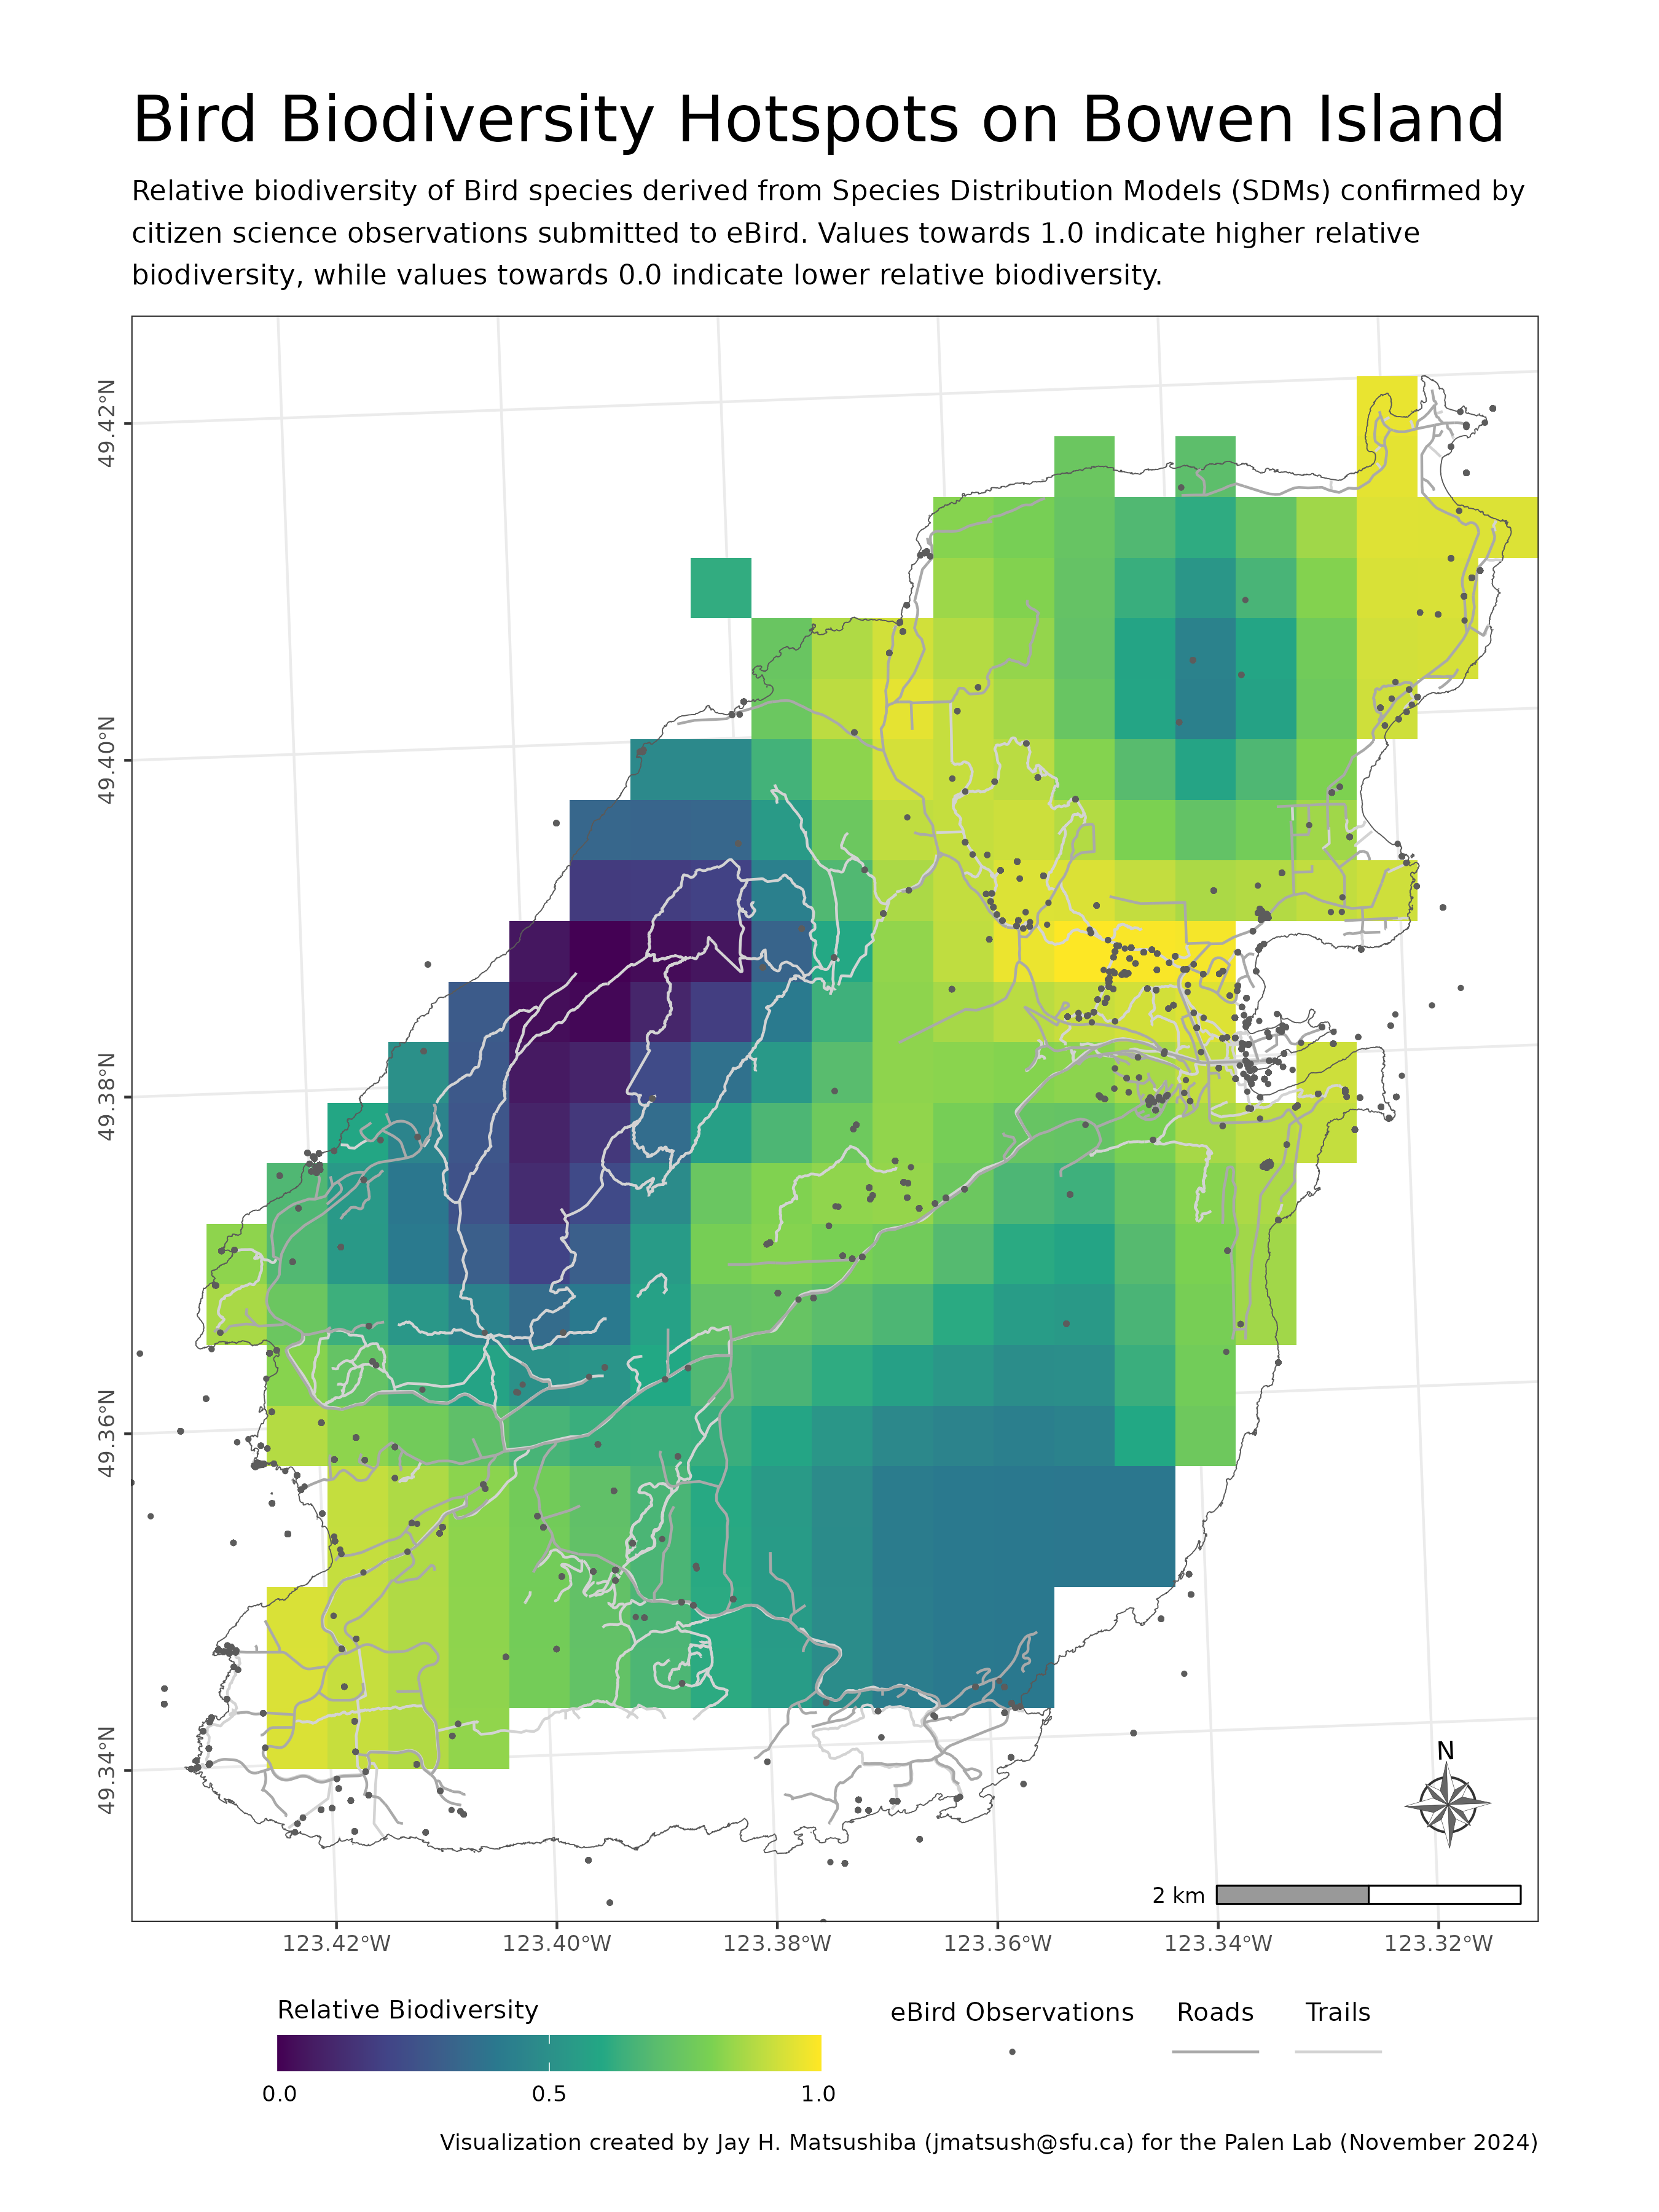 Bird Biodiversity Hotspots on Bowen Island
Relative biodiversity of Bird species derived from Species Distribution Models (SDMs) confirmed by
citizen science observations submitted to eBird. Values towards 1.0 indicate higher relative
biodiversity, while values towards 0.0 indicate lower relative biodiversity.
49.42°N
49.40°N
49.38°N
49.36°N
49.34°N
N
2 km
123.42°W
123.40°W
123.38°W
123.36°W
123.34°W
123.32°W
Relative Biodiversity
0.0
0.5
1.0
eBird Observations
Roads
Trails
Visualization created by Jay H. Matsushiba (jmatsush@sfu.ca) for the Palen Lab (November 2024)